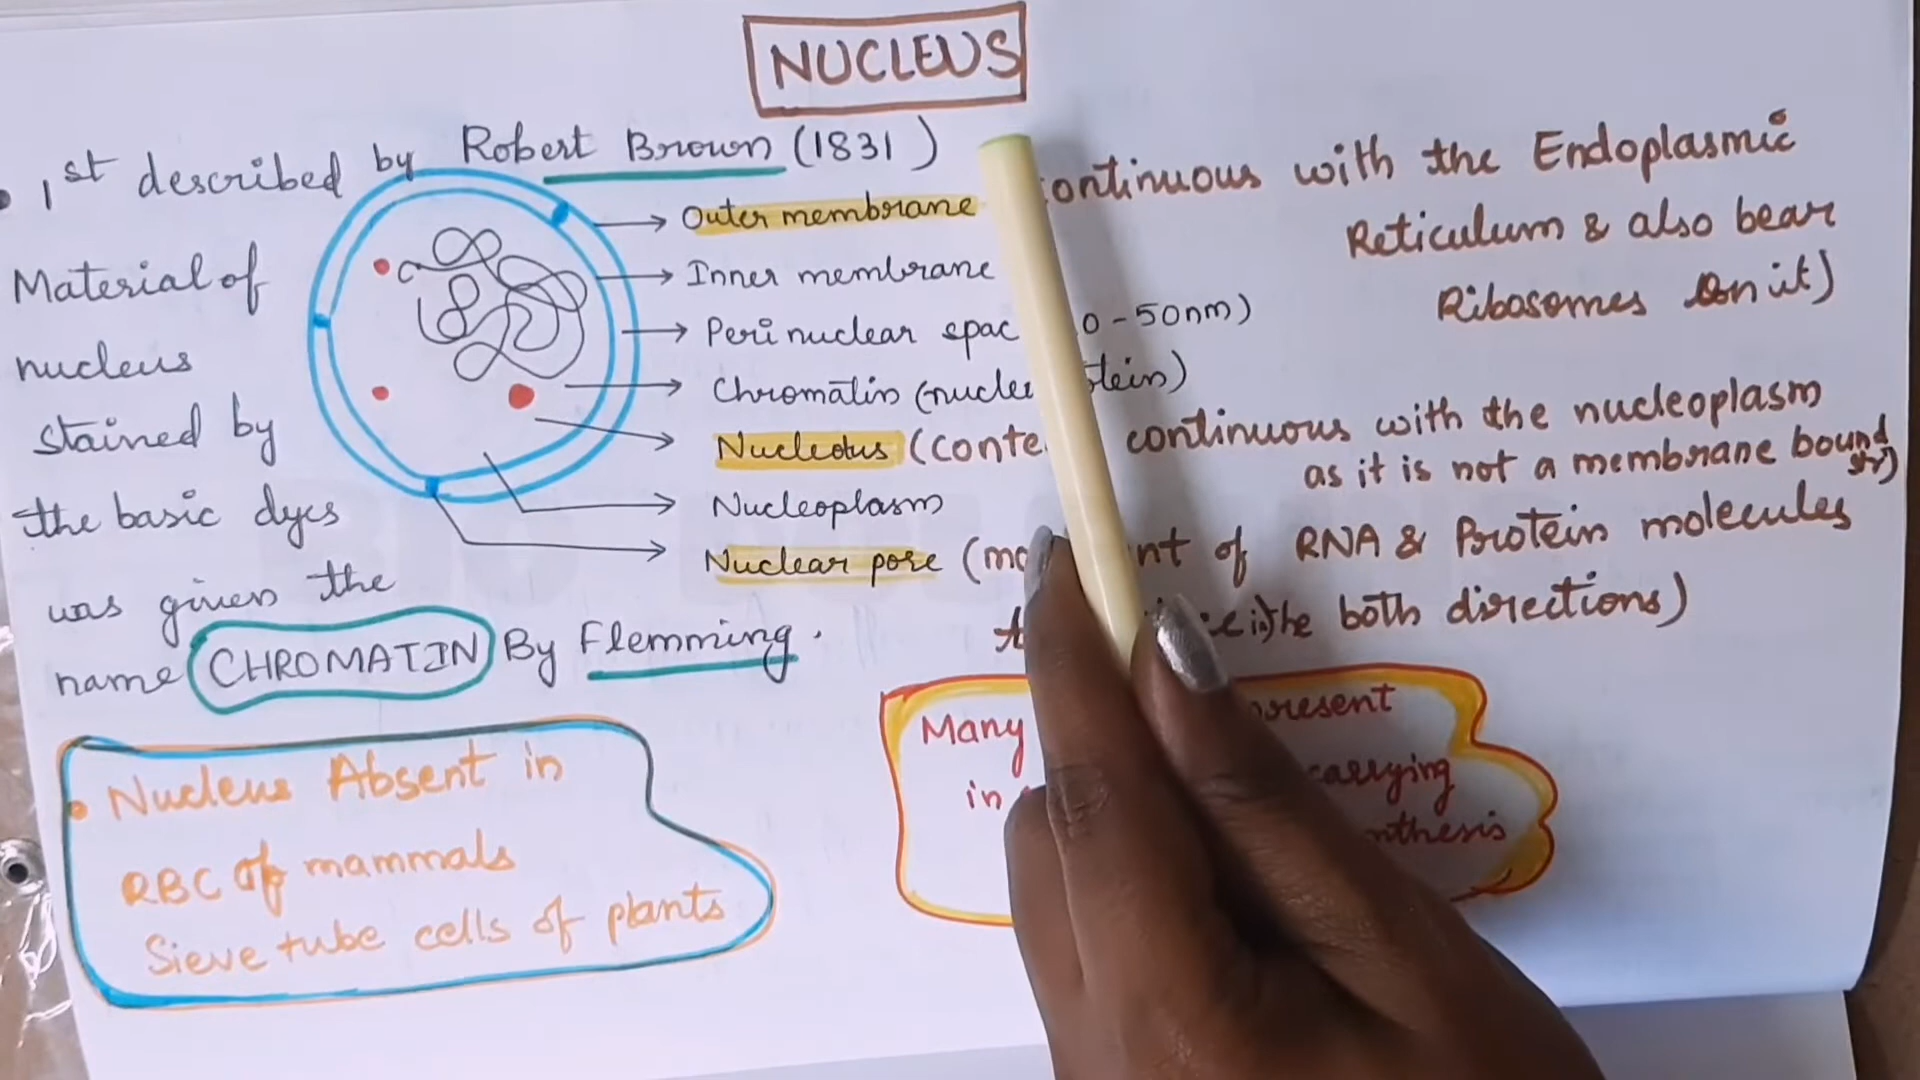 NUCLEUS
1st described by Robert Brown (1831)
Outer membrane
continuous with the Endoplasmic
Reticulum & also bear
Ribosomes on it)
Inner membrane
Perinuclear spac 0-50nm)
Chromatin (nucle tein)
Nucleolus (conte continuous with the nucleoplasm
as it is not a membrane bound
str)
Nucleoplasm
Nuclear pore (mo nt of RNA & Protein molecules
in the both directions)
Material of
nucleus
stained by
the basic dyes
was given the
name CHROMATIN By Flemming.
• Nucleus Absent in
RBC of mammals
Sieve tube cells of plants
Many present
in carrying
nthesis